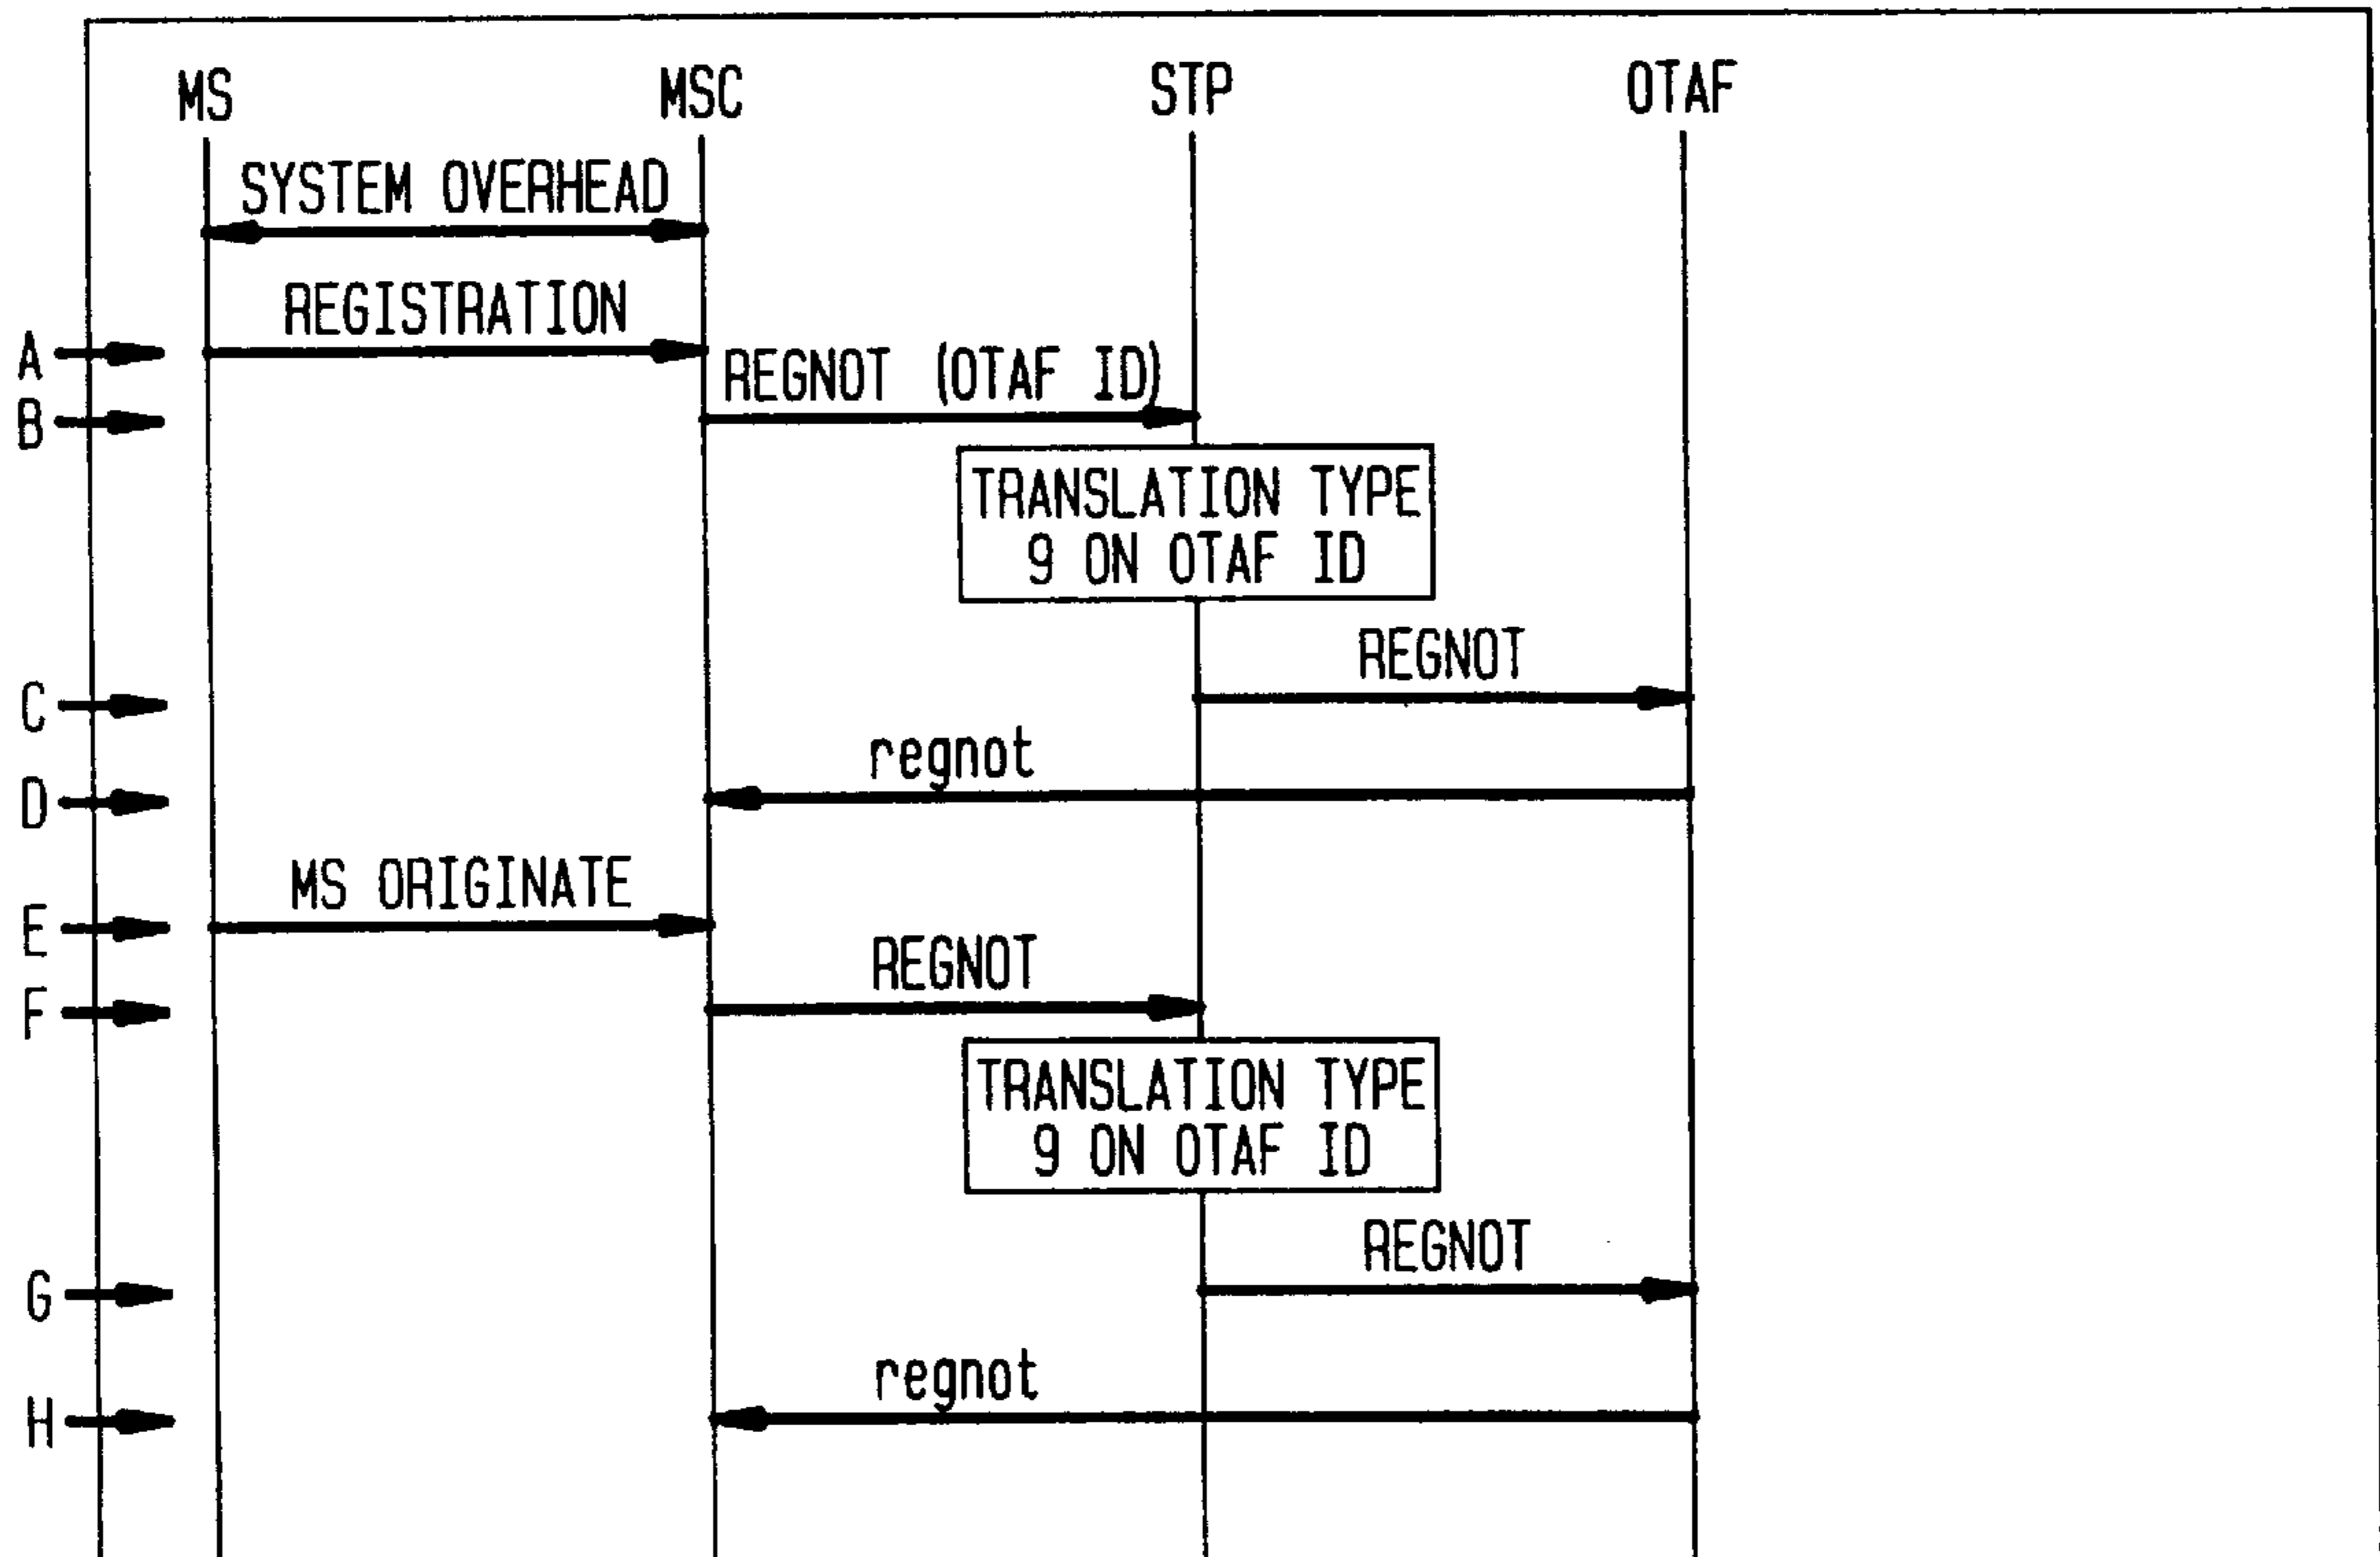 MS MSC STP OTAF
SYSTEM OVERHEAD
REGISTRATION
A
REGNOT (OTAF ID)
B
TRANSLATION TYPE
9 ON OTAF ID
REGNOT
C
regnot
D
MS ORIGINATE
E
REGNOT
F
TRANSLATION TYPE
9 ON OTAF ID
REGNOT
G
regnot
H